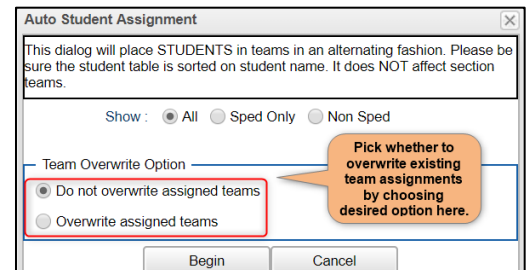 Auto Student Assignment
This dialog will place STUDENTS in teams in an alternating fashion. Please be
sure the student table is sorted on student name. It does NOT affect section
teams.
Show : All Sped Only Non Sped
Team Overwrite Option
Do not overwrite assigned teams
Overwrite assigned teams
Pick whether to
overwrite existing
team assignments
by choosing
desired option here.
Begin Cancel